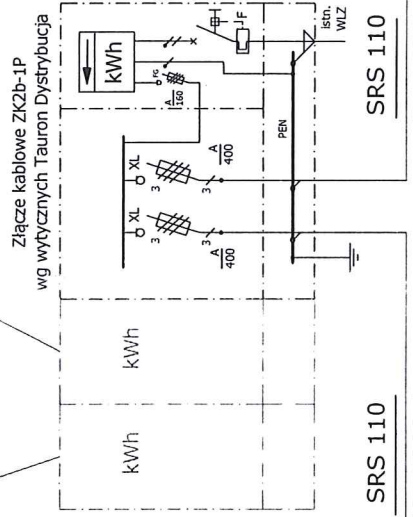 Złącze kablowe ZK2b-1P
wg wytycznych Tauron Dystrybucja
kWh
kWh
kWh
FG
A
160
F
istn.
WLZ
XL
3
3
A
400
XL
3
3
A
400
PEN
SRS 110
SRS 110